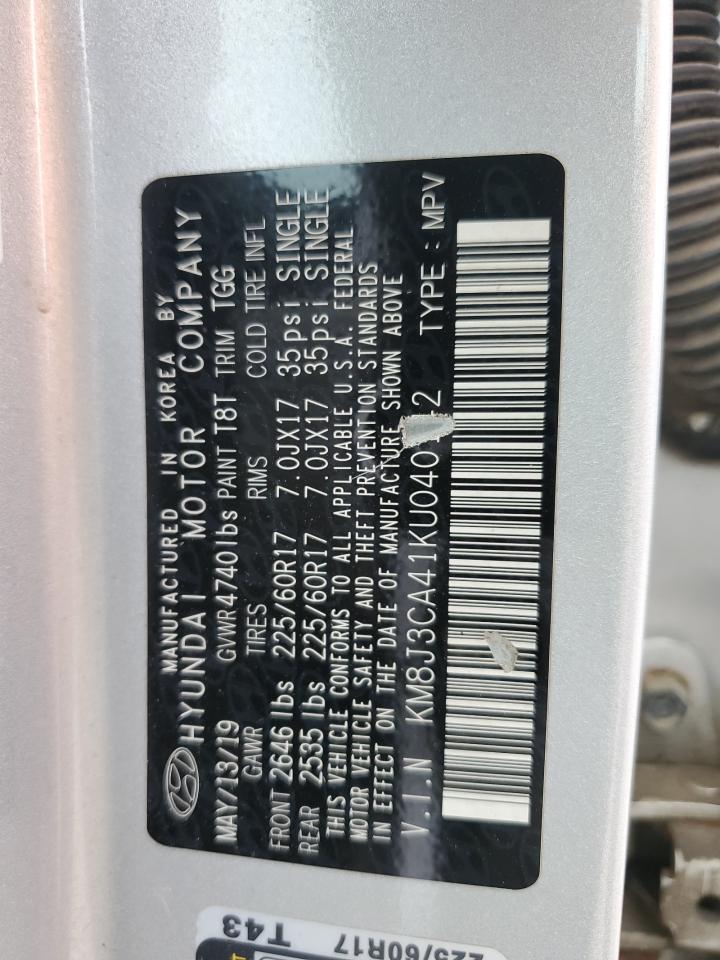 MANUFACTURED IN KOREA BY
HYUNDAI MOTOR COMPANY
MAY/13/19 GVWR 4740lbs PAINT T8T TRIM TGG
GAWR TIRES RIMS COLD TIRE INFL
FRONT 2646 lbs 225/60R17 7.0JX17 35psi SINGLE
REAR 2535 lbs 225/60R17 7.0JX17 35psi SINGLE
THIS VEHICLE CONFORMS TO ALL APPLICABLE U.S.A. FEDERAL
MOTOR VEHICLE SAFETY AND THEFT PREVENTION STANDARDS
IN EFFECT ON THE DATE OF MANUFACTURE SHOWN ABOVE
V.I.N TYPE : MPV
T43
225/60R17